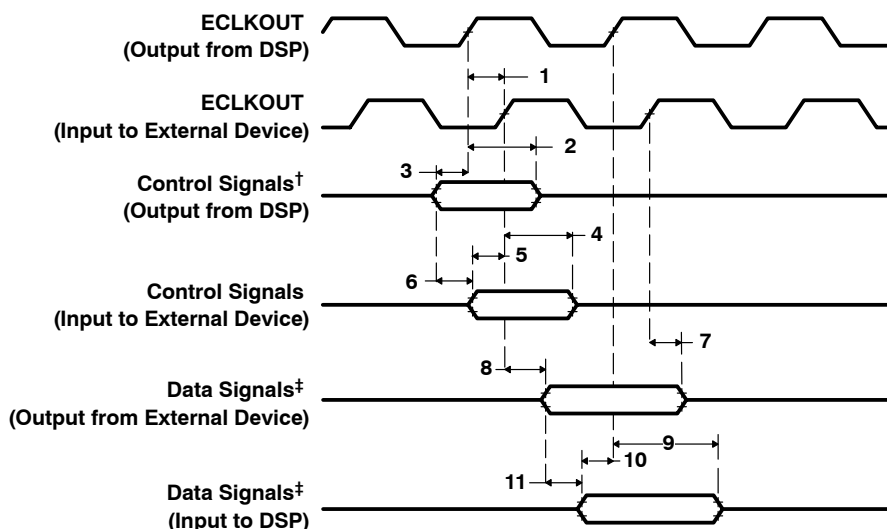 ECLKOUT
(Output from DSP)
1
ECLKOUT
(Input to External Device)
2
3
Control Signals†
(Output from DSP)
4
5
6
Control Signals
(Input to External Device)
7
8
Data Signals‡
(Output from External Device)
9
10
11
Data Signals‡
(Input to DSP)